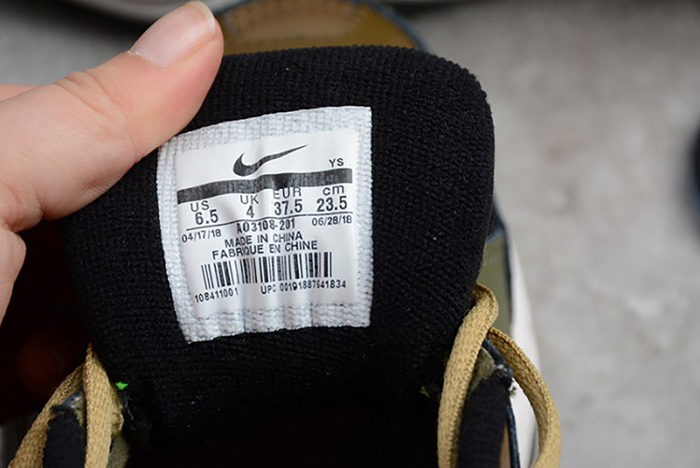 YS
US UK EUR cm
6.5 4 37.5 23.5
04/17/18 AO3108-201 06/28/18
MADE IN CHINA
FABRIQUE EN CHINE
108411001 UPC 00191887641834